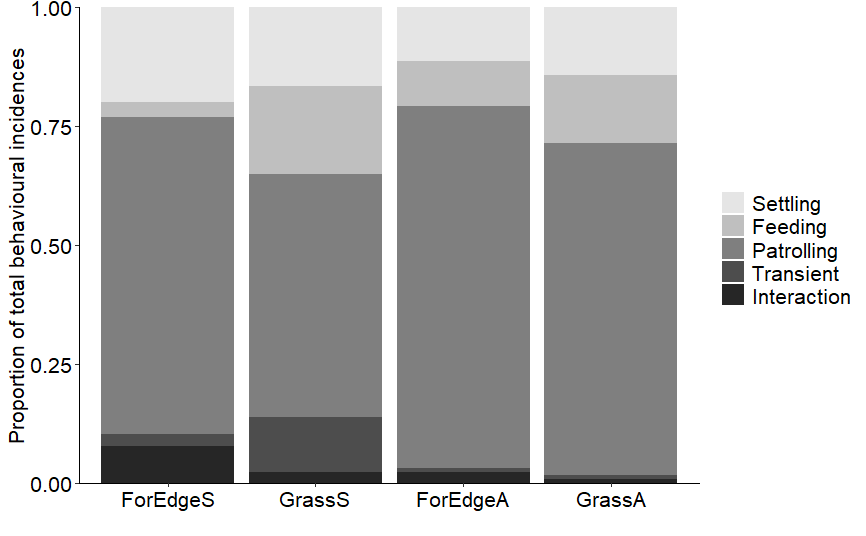 Proportion of total behavioural incidences
1.00
0.75
0.50
0.25
0.00
ForEdgeS
GrassS
ForEdgeA
GrassA
Settling
Feeding
Patrolling
Transient
Interaction